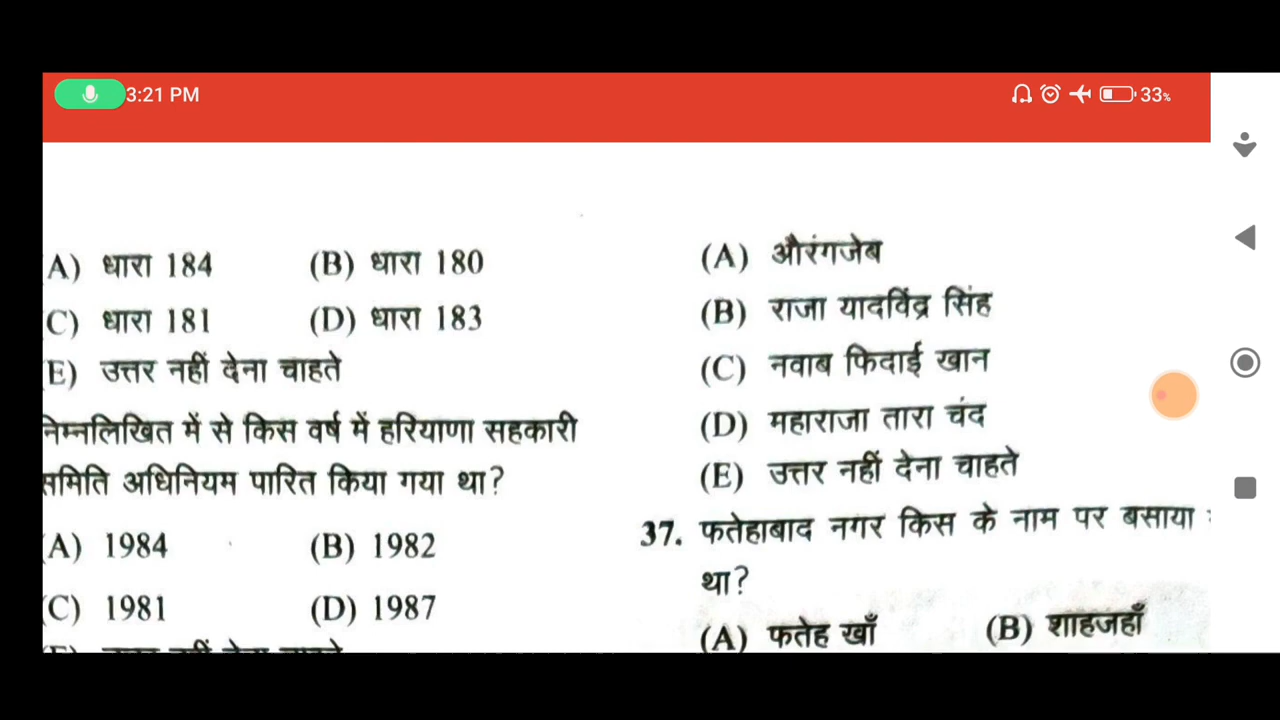 3:21 PM
33%
A) धारा 184 (B) धारा 180
C) धारा 181 (D) धारा 183
E) उत्तर नहीं देना चाहते
निम्नलिखित में से किस वर्ष में हरियाणा सहकारी
समिति अधिनियम पारित किया गया था?
A) 1984 (B) 1982
C) 1981 (D) 1987
(A) औरंगजेब
(B) राजा यादविंद्र सिंह
(C) नवाब फिदाई खान
(D) महाराजा तारा चंद
(E) उत्तर नहीं देना चाहते
37. फतेहाबाद नगर किस के नाम पर बसाया
था?
(A) फतेह खाँ (B) शाहजहाँ